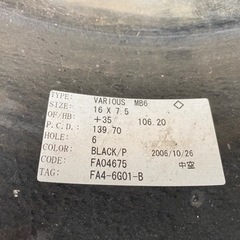 TYPE: VARIOUS MB6 ◇
SIZE: 16 X 7.5
OF/HB: +35 106.20
P.C.D.: 139.70
HOLE: 6
COLOR: BLACK/P 2006/10/26
CODE: FA04675 中空
TAG: FA4-6G01-B